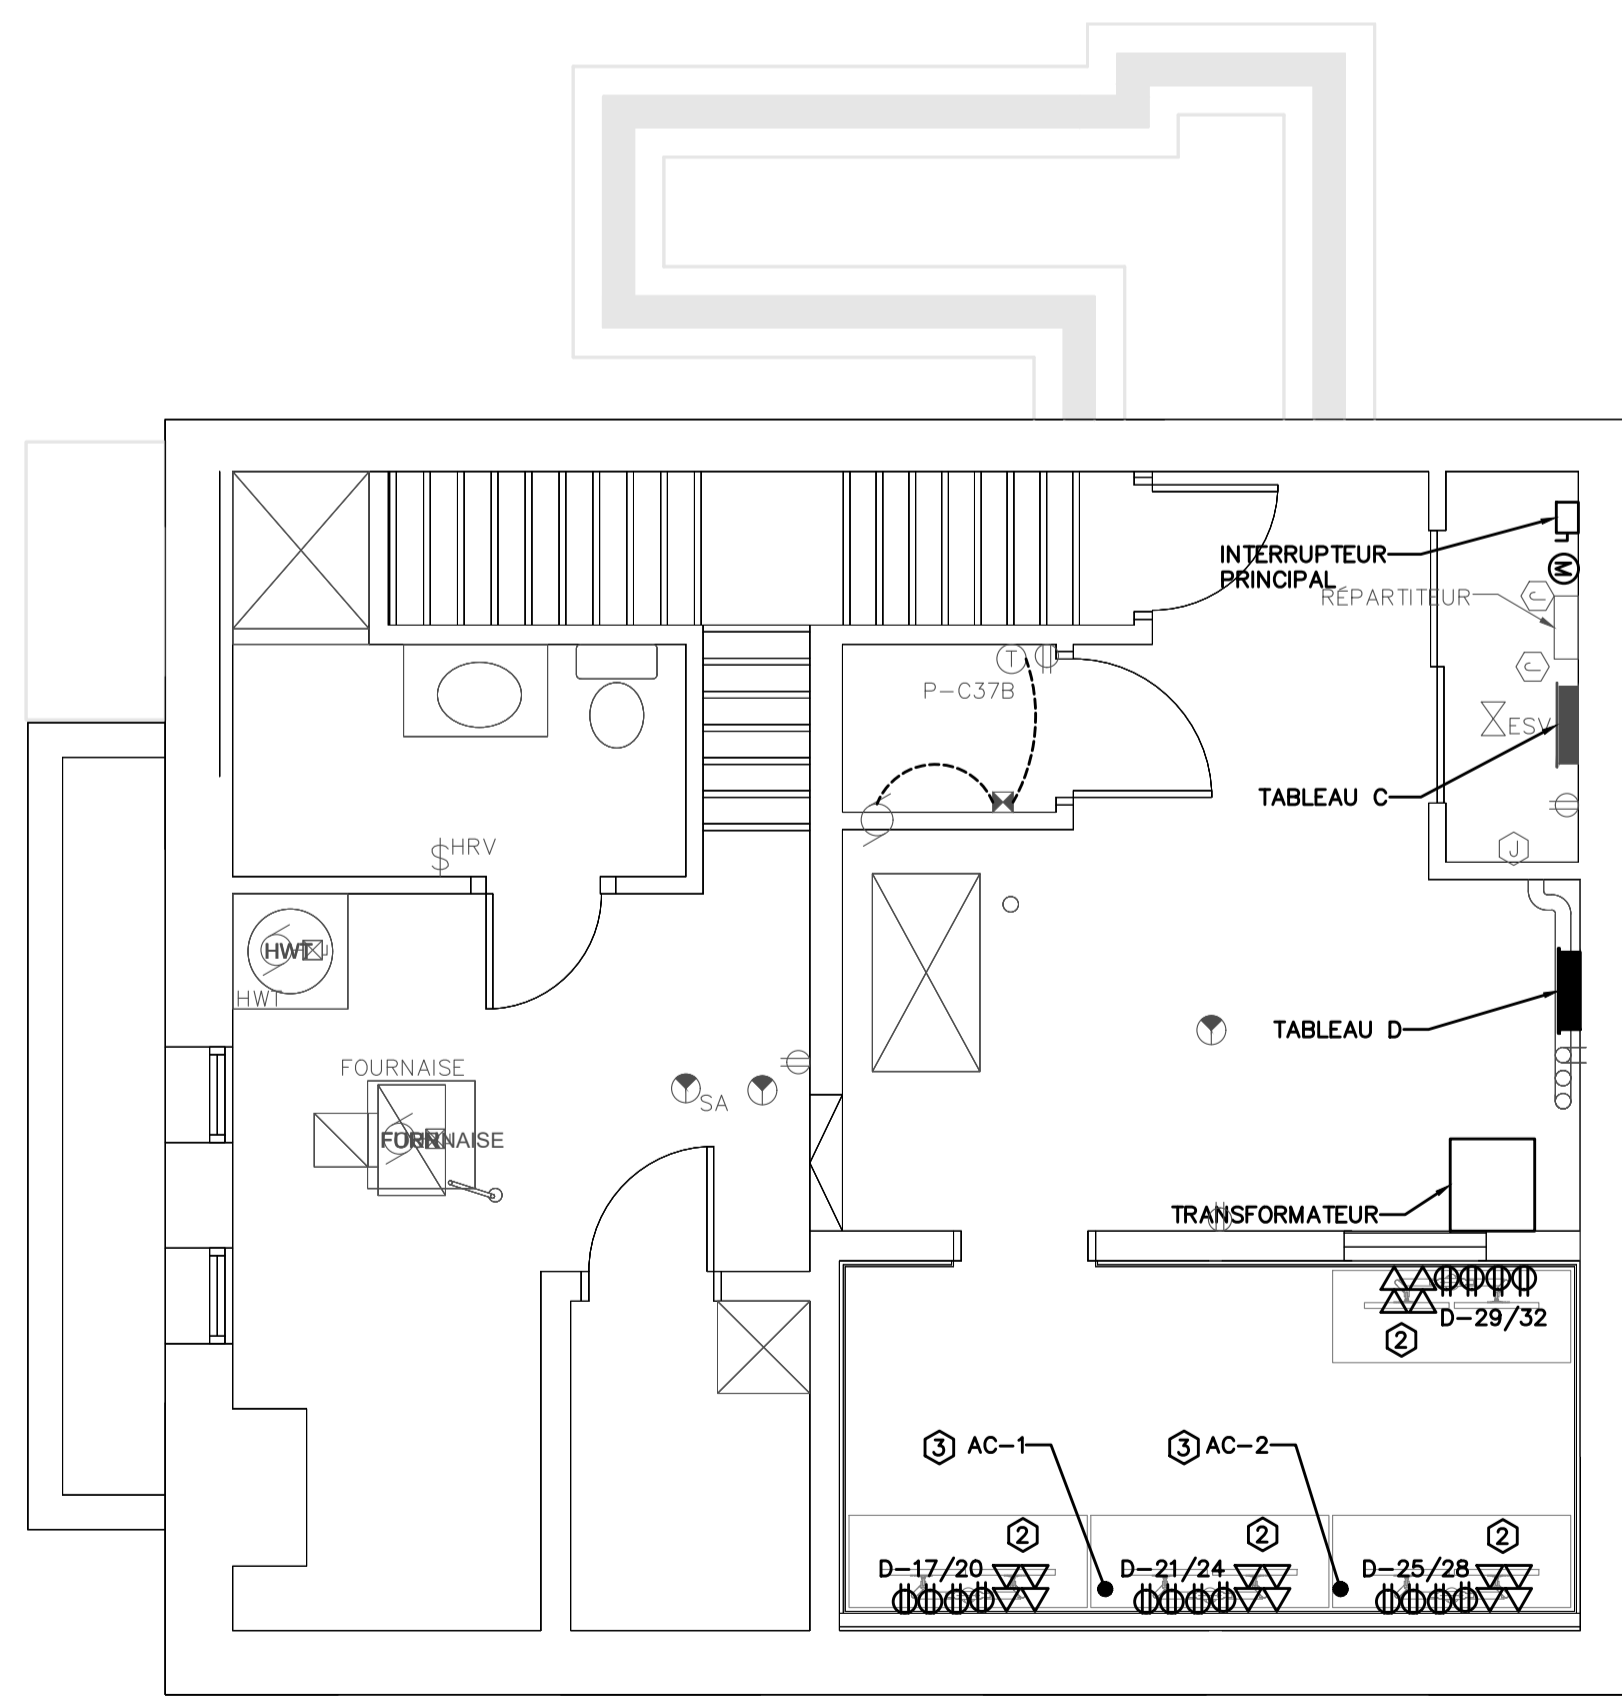 INTERRUPTEUR
PRINCIPAL
M
RÉPARTITEUR
J
J
T
P-C37B
ESV
TABLEAU C
J
$ HRV
HWT
HWT
TABLEAU D
FOURNAISE
SA
FOURNAISE
TRANSFORMATEUR
D-29/32
2
3 AC-1
3 AC-2
2
2
2
D-17/20
D-21/24
D-25/28